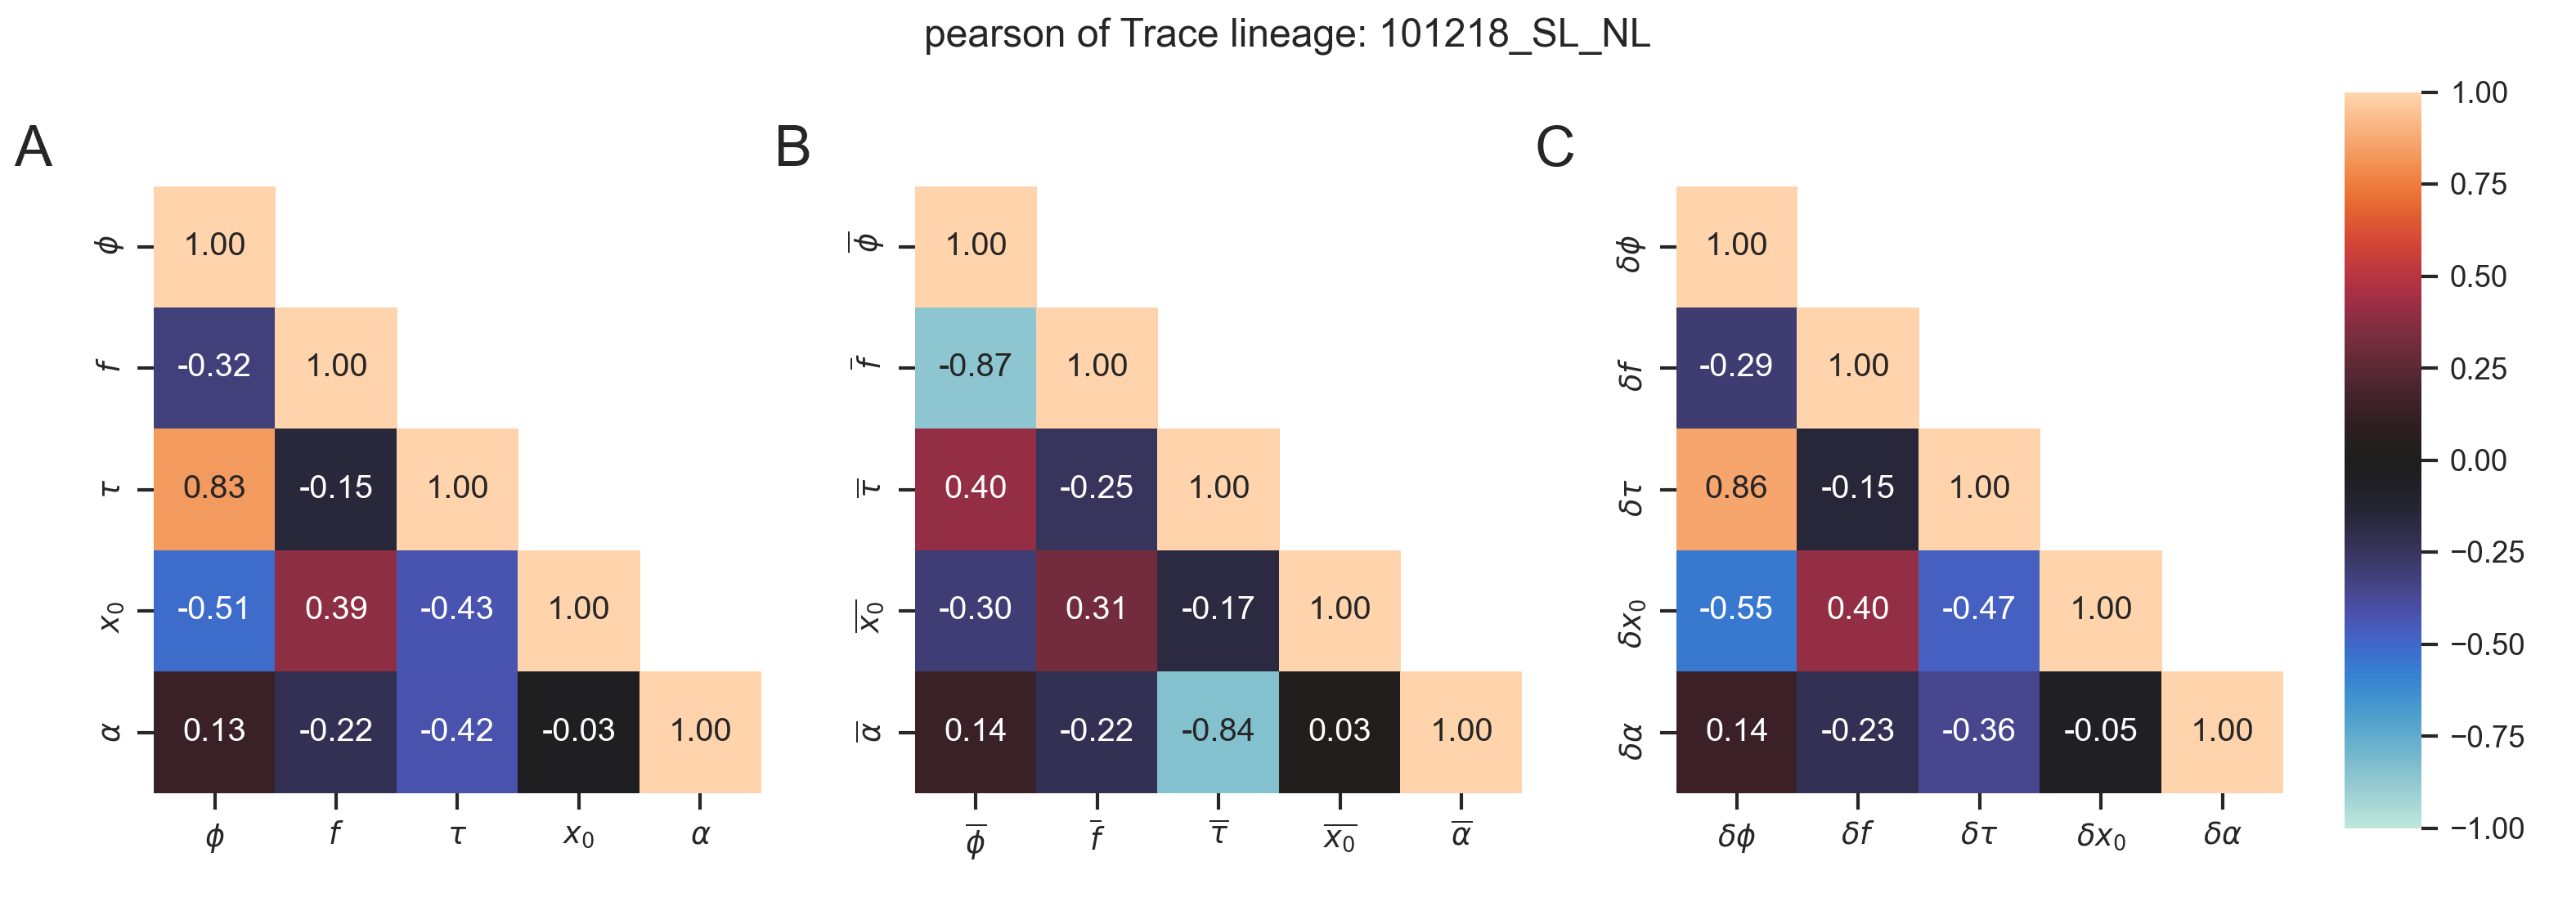 pearson of Trace lineage: 101218_SL_NL
A
ϕ 1.00
f -0.32 1.00
τ 0.83 -0.15 1.00
x₀ -0.51 0.39 -0.43 1.00
α 0.13 -0.22 -0.42 -0.03 1.00
ϕ f τ x₀ α
B
ϕ̅ 1.00
f̅ -0.87 1.00
τ̅ 0.40 -0.25 1.00
x̅₀ -0.30 0.31 -0.17 1.00
α̅ 0.14 -0.22 -0.84 0.03 1.00
ϕ̅ f̅ τ̅ x̅₀ α̅
C
δϕ 1.00
δf -0.29 1.00
δτ 0.86 -0.15 1.00
δx₀ -0.55 0.40 -0.47 1.00
δα 0.14 -0.23 -0.36 -0.05 1.00
δϕ δf δτ δx₀ δα
1.00
0.75
0.50
0.25
0.00
−0.25
−0.50
−0.75
−1.00